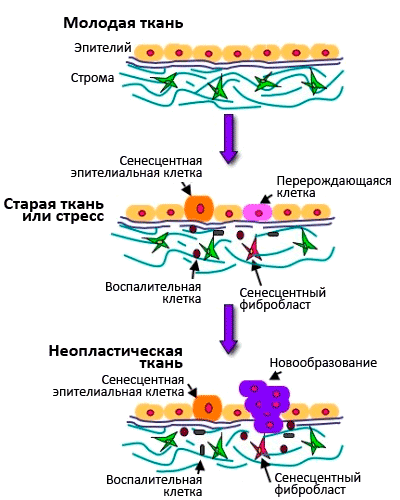 Молодая ткань
Эпителий
Строма
Сенесцентная
эпителиальная клетка
Перерождающаяся
клетка
Старая ткань
или стресс
Воспалительная
клетка
Сенесцентный
фибробласт
Неопластическая
ткань
Новообразование
Сенесцентная
эпителиальная клетка
Воспалительная
клетка
Сенесцентный
фибробласт